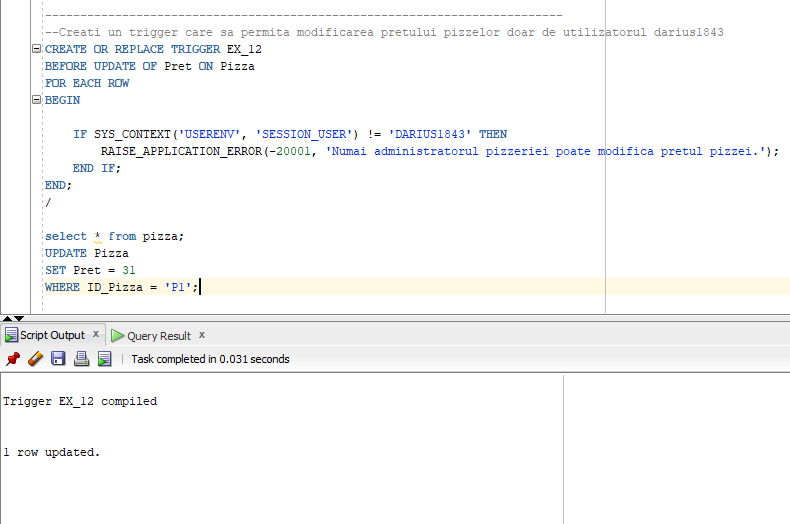 --------------------------------------------------------------------------
--Creati un trigger care sa permita modificarea pretului pizzelor doar de utilizatorul darius1843
CREATE OR REPLACE TRIGGER EX_12
BEFORE UPDATE OF Pret ON Pizza
FOR EACH ROW
BEGIN
IF SYS_CONTEXT('USERENV', 'SESSION_USER') != 'DARIUS1843' THEN
RAISE_APPLICATION_ERROR(-20001, 'Numai administratorul pizzeriei poate modifica pretul pizzei.');
END IF;
END;
/
select * from pizza;
UPDATE Pizza
SET Pret = 31
WHERE ID_Pizza = 'P1';
Script Output x Query Result x
Task completed in 0.031 seconds
Trigger EX_12 compiled
1 row updated.